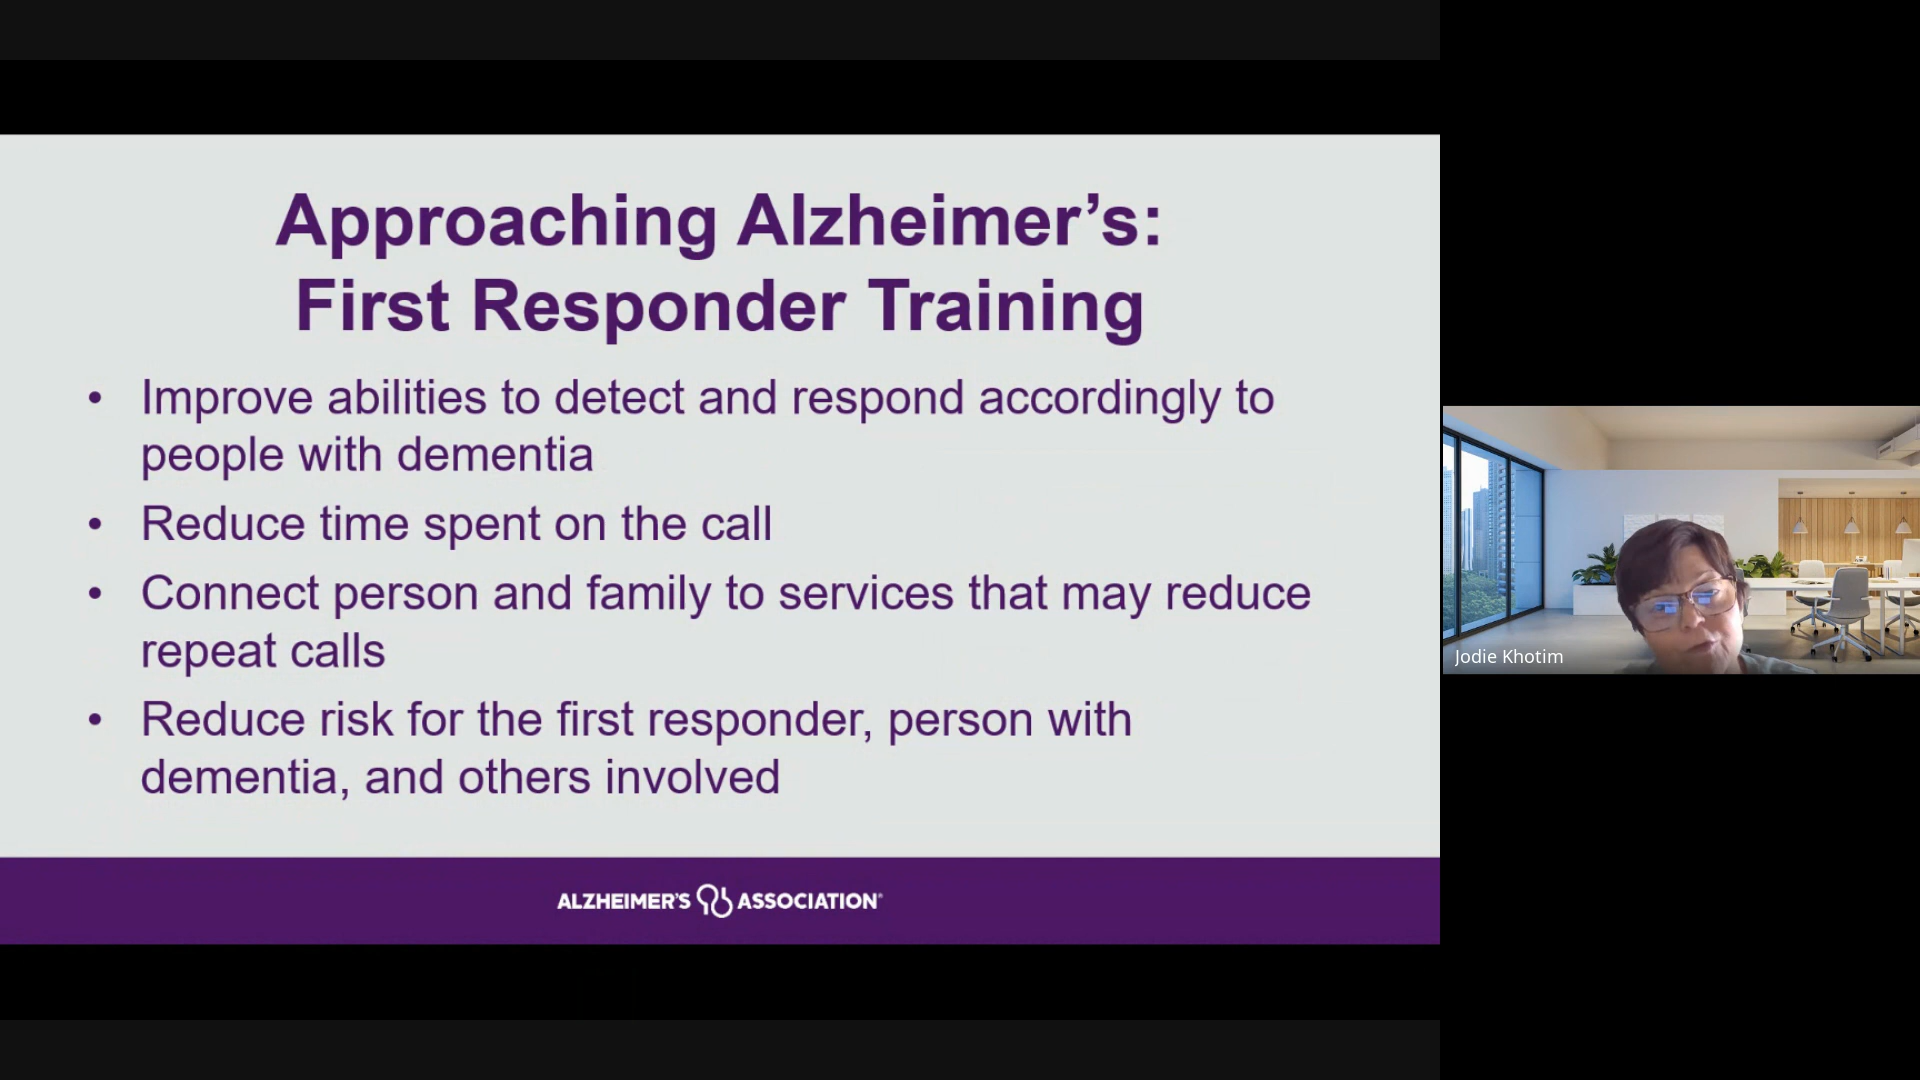 Approaching Alzheimer’s:
First Responder Training
• Improve abilities to detect and respond accordingly to
people with dementia
• Reduce time spent on the call
• Connect person and family to services that may reduce
repeat calls
• Reduce risk for the first responder, person with
dementia, and others involved
ALZHEIMER'S ASSOCIATION®
Jodie Khotim